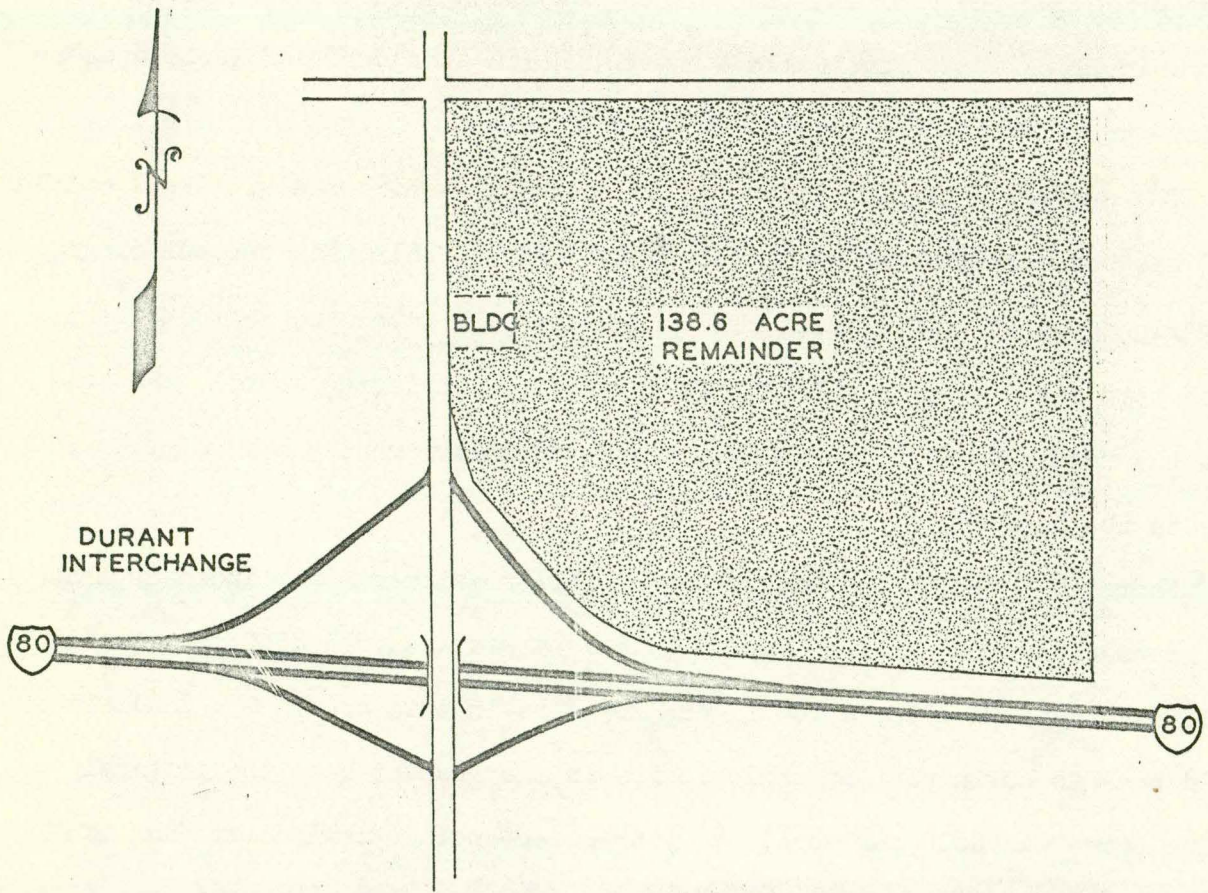 N
BLDG
138.6 ACRE
REMAINDER
DURANT
INTERCHANGE
80
80